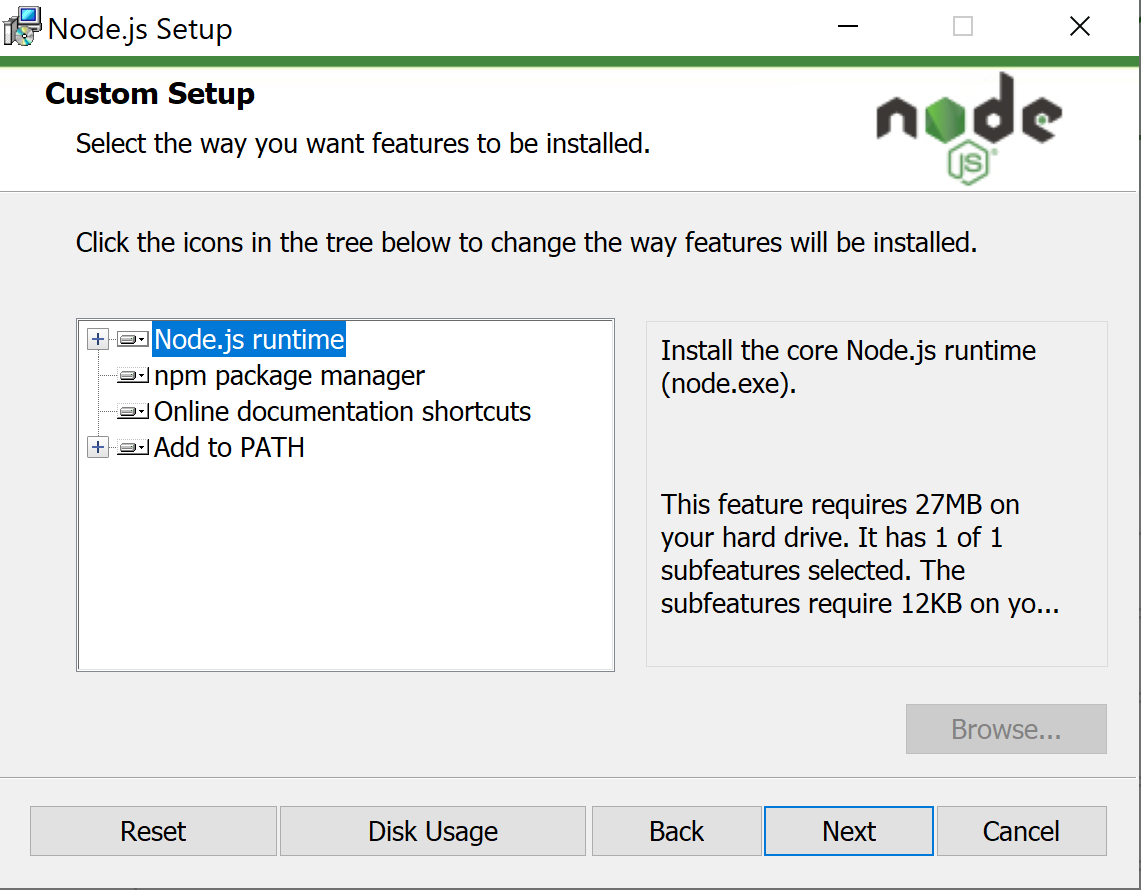 Node.js Setup
Custom Setup
Select the way you want features to be installed.
node
JS
Click the icons in the tree below to change the way features will be installed.
Node.js runtime
npm package manager
Online documentation shortcuts
Add to PATH
Install the core Node.js runtime
(node.exe).
This feature requires 27MB on
your hard drive. It has 1 of 1
subfeatures selected. The
subfeatures require 12KB on yo...
Browse...
Reset
Disk Usage
Back
Next
Cancel